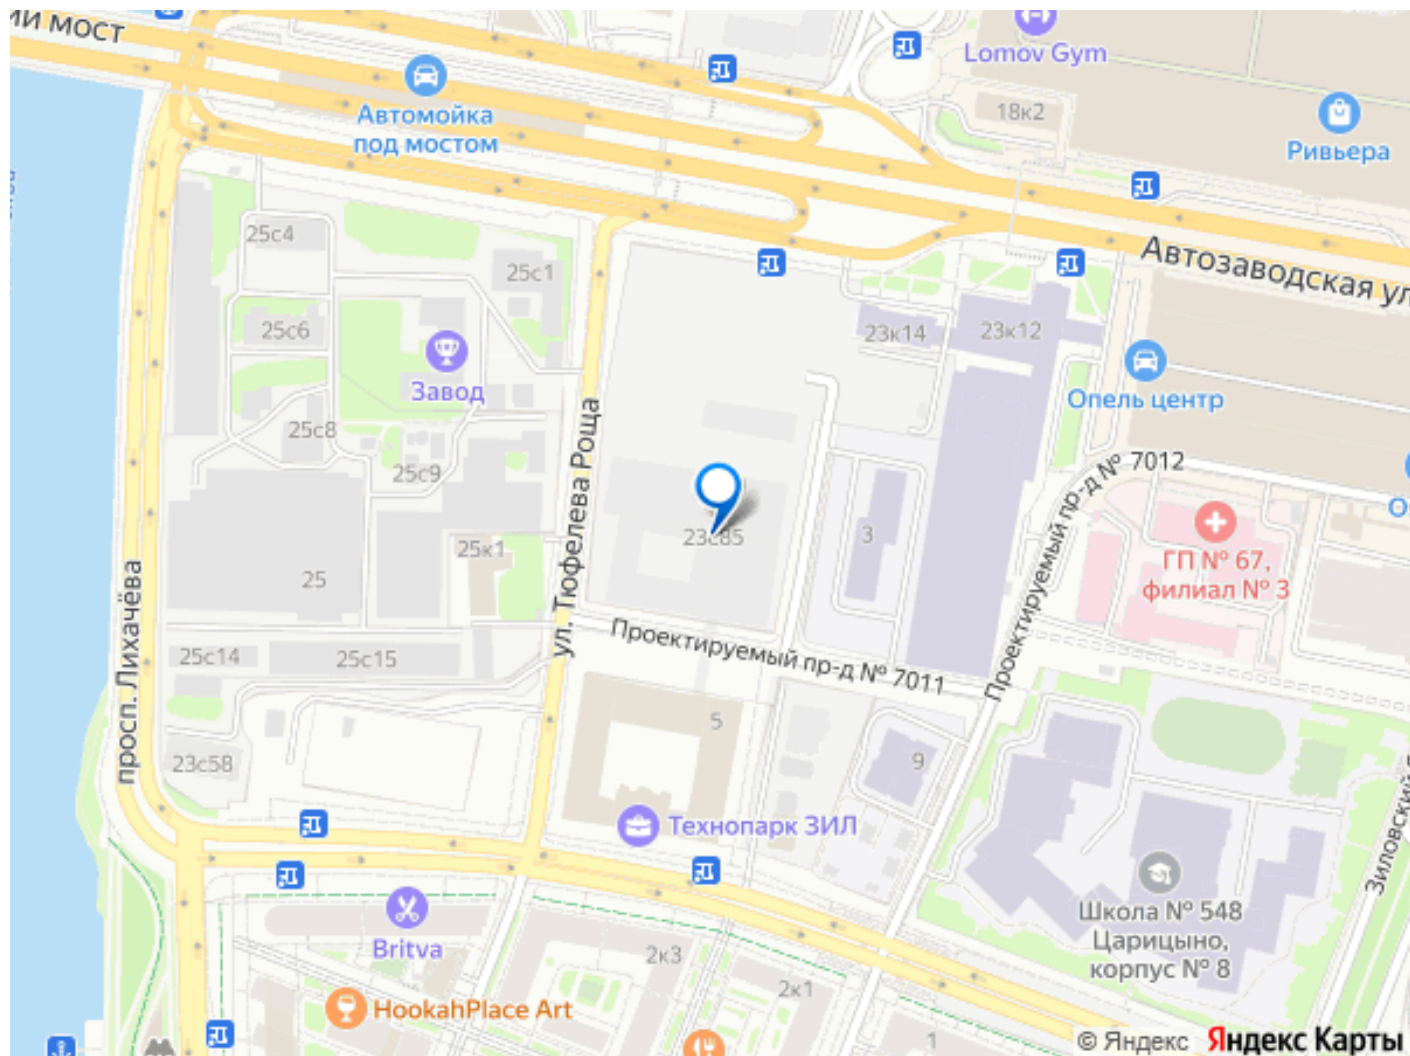 мост
Lomov Gym
Автомойка
под мостом
18к2
Ривьера
25с4
25с1
Автозаводская ул
25с6
23к14
23к12
Завод
Опель центр
25с8
ул. Тюфелева Роща
25с9
Проектируемый пр-д № 7012
23с85
3
25к1
25
ГП № 67,
филиал № 3
просп. Лихачёва
Проектируемый пр-д № 7011
25с14
25с15
5
9
23с58
Технопарк ЗИЛ
Зиловский
Школа № 548
Царицыно,
корпус № 8
Britva
2к3
2к1
HookahPlace Art
1
© Яндекс Яндекс Карты